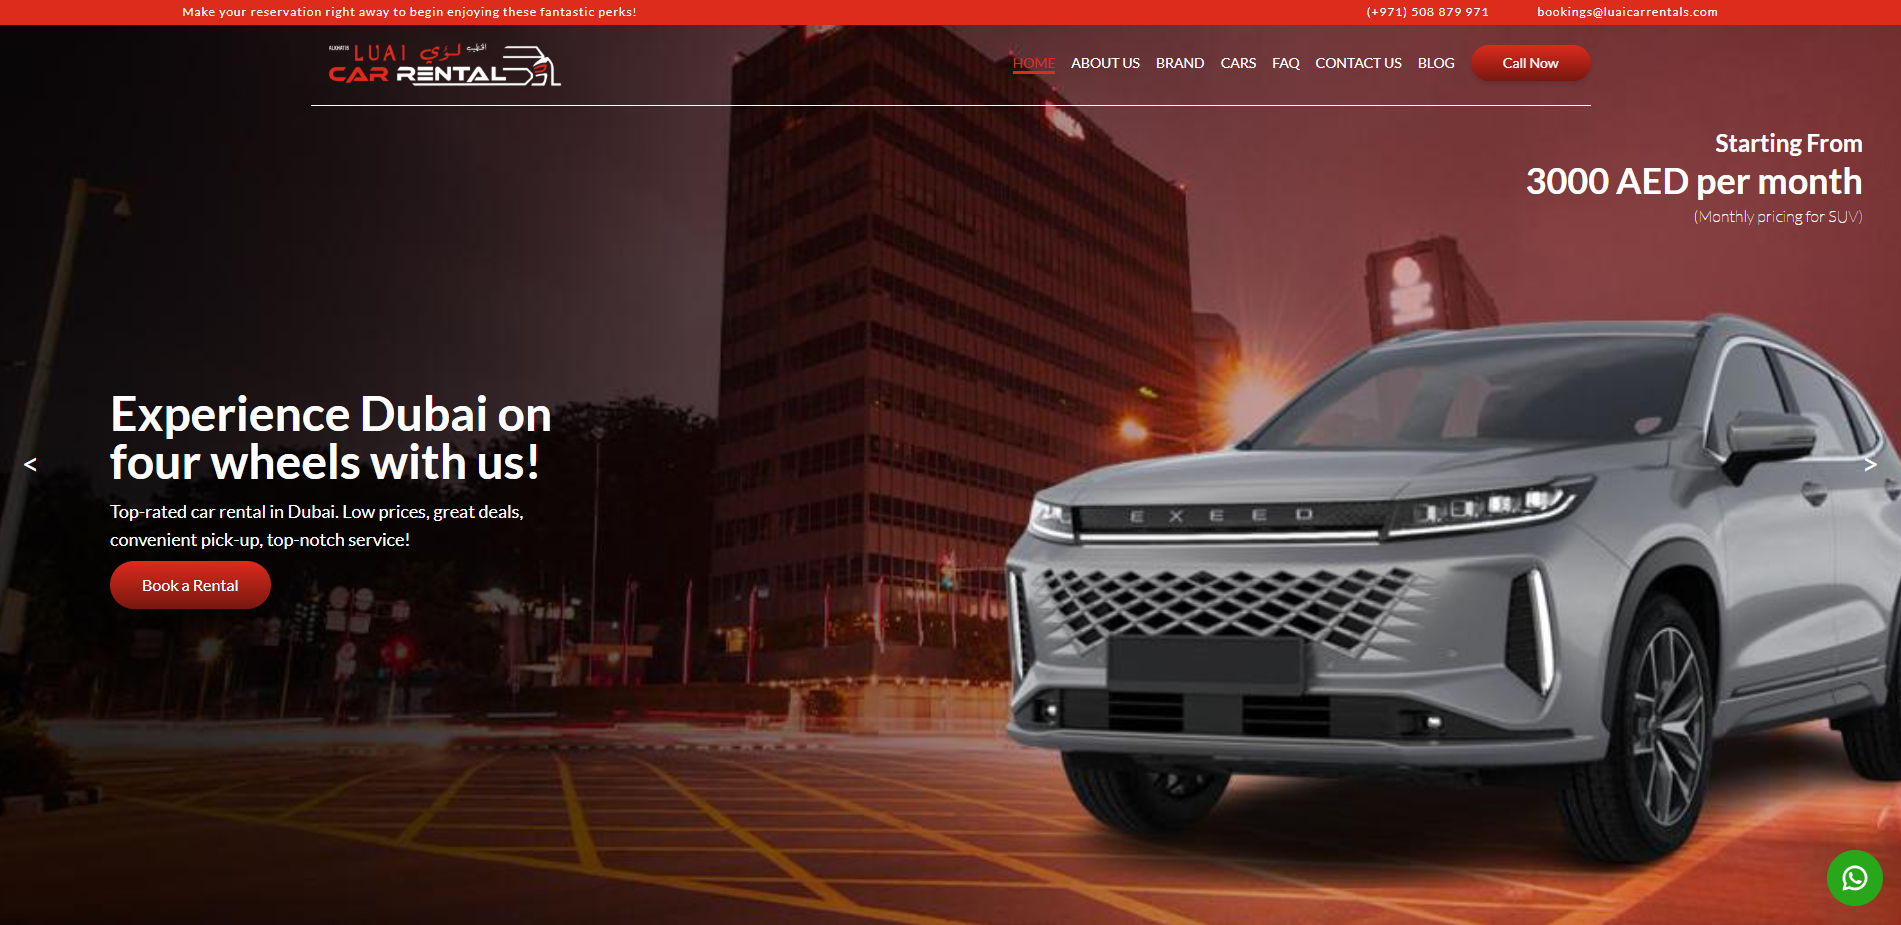 Make your reservation right away to begin enjoying these fantastic perks!
(+971) 508 879 971
bookings@luaicarrentals.com
ALKHATIB LUAI لـؤي الخطيب
CAR RENTAL
HOME
ABOUT US
BRAND
CARS
FAQ
CONTACT US
BLOG
Call Now
Starting From
3000 AED per month
(Monthly pricing for SUV)
Experience Dubai on
four wheels with us!
<
>
Top-rated car rental in Dubai. Low prices, great deals,
convenient pick-up, top-notch service!
Book a Rental
EXEED